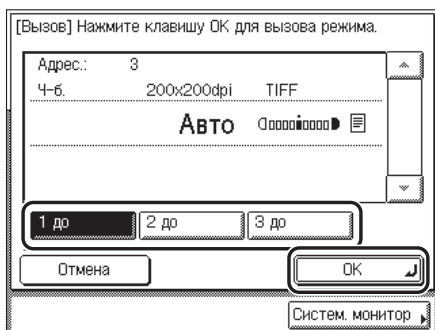 [Вызов] Нажмите клавишу ОК для вызова режима.
Адрес.: 3
Ч-б. 200x200dpi TIFF
Авто
1 до 2 до 3 до
Отмена OK
Систем. монитор